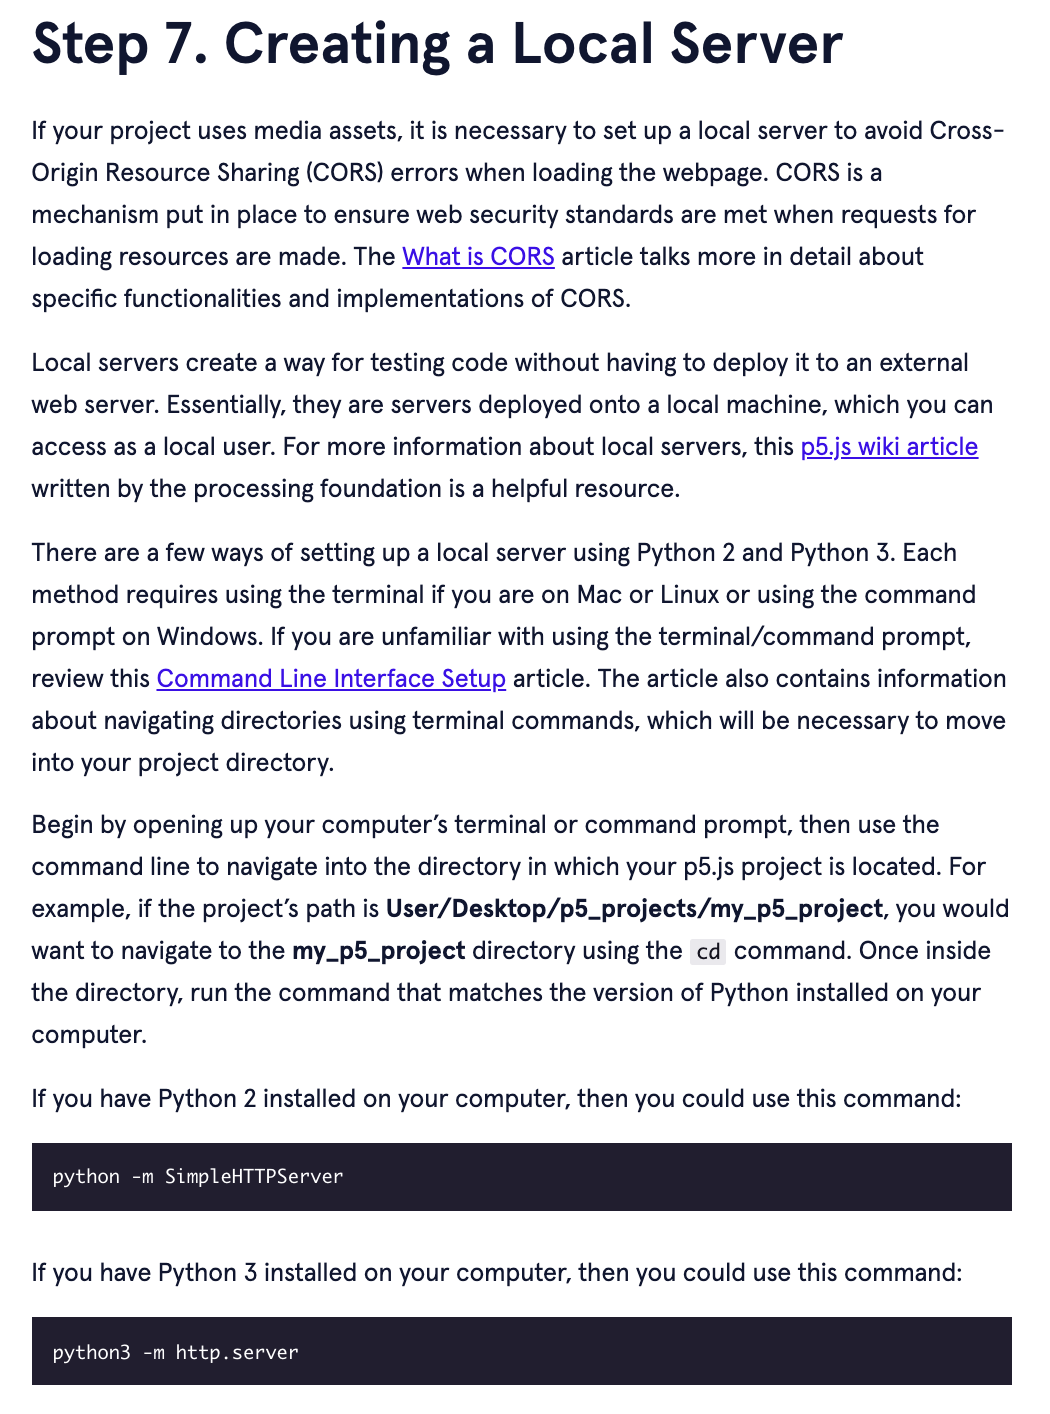 Step 7. Creating a Local Server
If your project uses media assets, it is necessary to set up a local server to avoid Cross-
Origin Resource Sharing (CORS) errors when loading the webpage. CORS is a
mechanism put in place to ensure web security standards are met when requests for
loading resources are made. The What is CORS article talks more in detail about
specific functionalities and implementations of CORS.
Local servers create a way for testing code without having to deploy it to an external
web server. Essentially, they are servers deployed onto a local machine, which you can
access as a local user. For more information about local servers, this p5.js wiki article
written by the processing foundation is a helpful resource.
There are a few ways of setting up a local server using Python 2 and Python 3. Each
method requires using the terminal if you are on Mac or Linux or using the command
prompt on Windows. If you are unfamiliar with using the terminal/command prompt,
review this Command Line Interface Setup article. The article also contains information
about navigating directories using terminal commands, which will be necessary to move
into your project directory.
Begin by opening up your computer’s terminal or command prompt, then use the
command line to navigate into the directory in which your p5.js project is located. For
example, if the project’s path is User/Desktop/p5_projects/my_p5_project, you would
want to navigate to the my_p5_project directory using the cd command. Once inside
the directory, run the command that matches the version of Python installed on your
computer.
If you have Python 2 installed on your computer, then you could use this command:
python -m SimpleHTTPServer
If you have Python 3 installed on your computer, then you could use this command:
python3 -m http.server